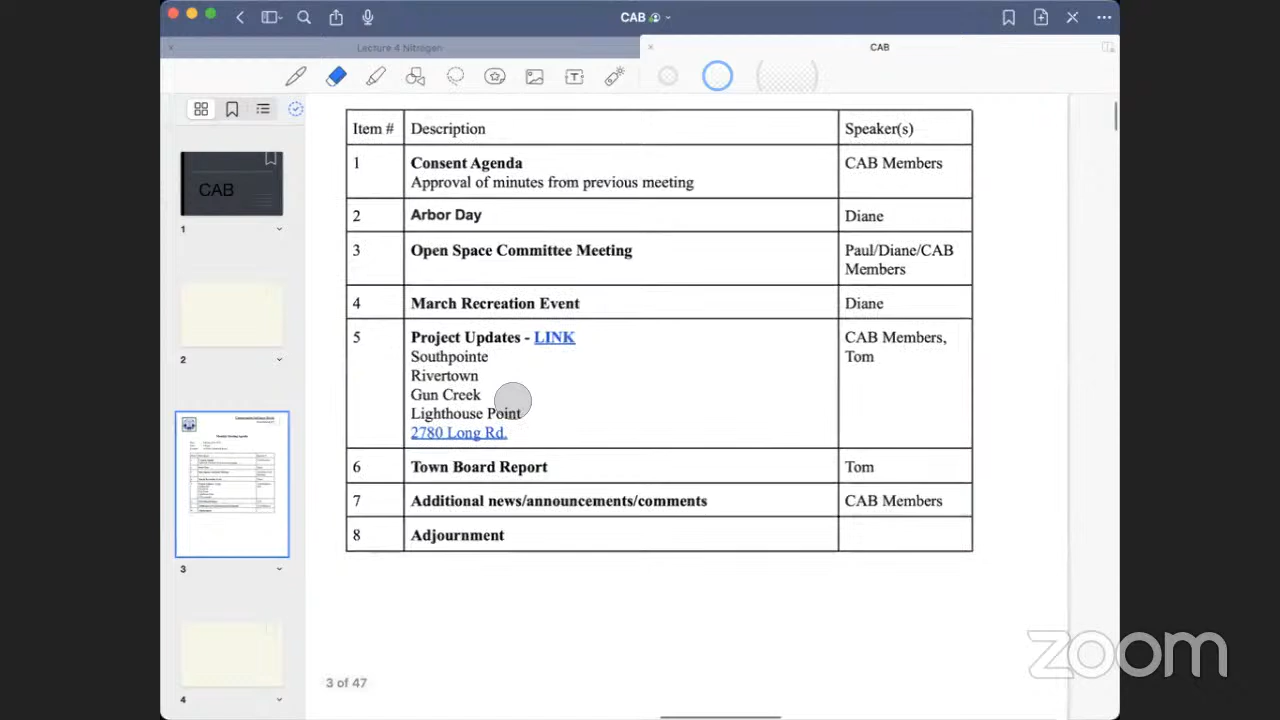 CAB
Lecture 4 Nitrogen
CAB
Item # Description Speaker(s)
1 Consent Agenda CAB Members
Approval of minutes from previous meeting
2 Arbor Day Diane
3 Open Space Committee Meeting Paul/Diane/CAB
Members
4 March Recreation Event Diane
5 Project Updates - LINK CAB Members,
Southpointe Tom
Rivertown
Gun Creek
Lighthouse Point
2780 Long Rd.
6 Town Board Report Tom
7 Additional news/announcements/comments CAB Members
8 Adjournment
CAB
1
2
3
4
3 of 47
zoom